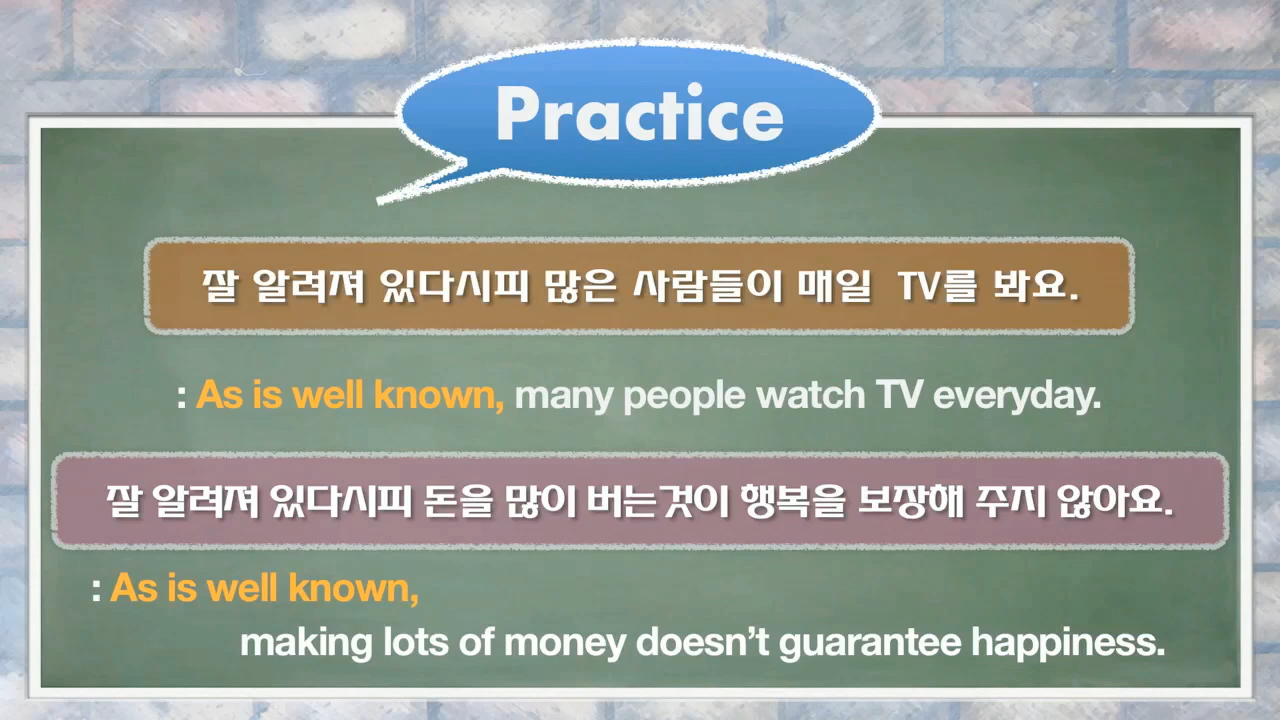 Practice
잘 알려져 있다시피 많은 사람들이 매일 TV를 봐요.
: As is well known, many people watch TV everyday.
잘 알려져 있다시피 돈을 많이 버는것이 행복을 보장해 주지 않아요.
: As is well known,
making lots of money doesn’t guarantee happiness.